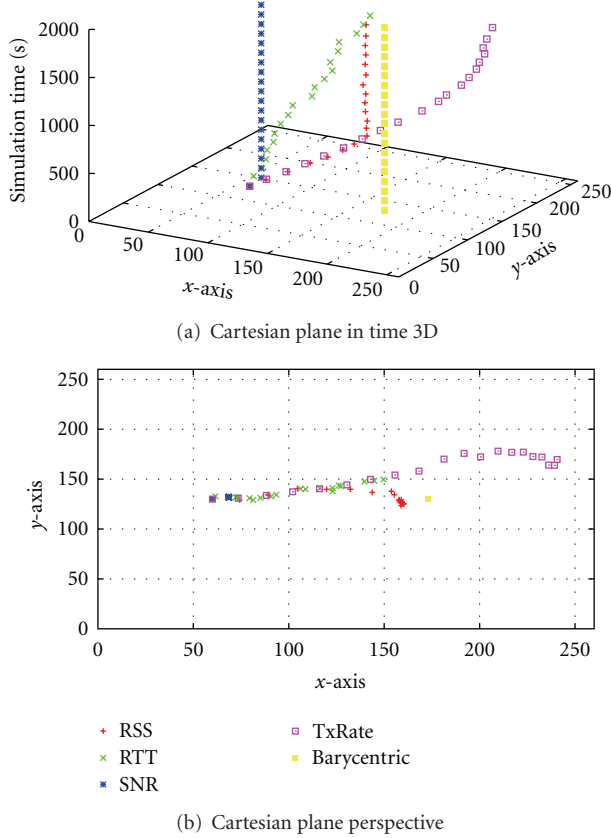 2000
1500
1000
500
0
Simulation time (s)
0
50
100
150
200
250
x-axis
0
50
100
150
200
250
y-axis
(a) Cartesian plane in time 3D
250
200
150
100
50
0
y-axis
0 50 100 150 200 250
x-axis
RSS
RTT
SNR
TxRate
Barycentric
(b) Cartesian plane perspective